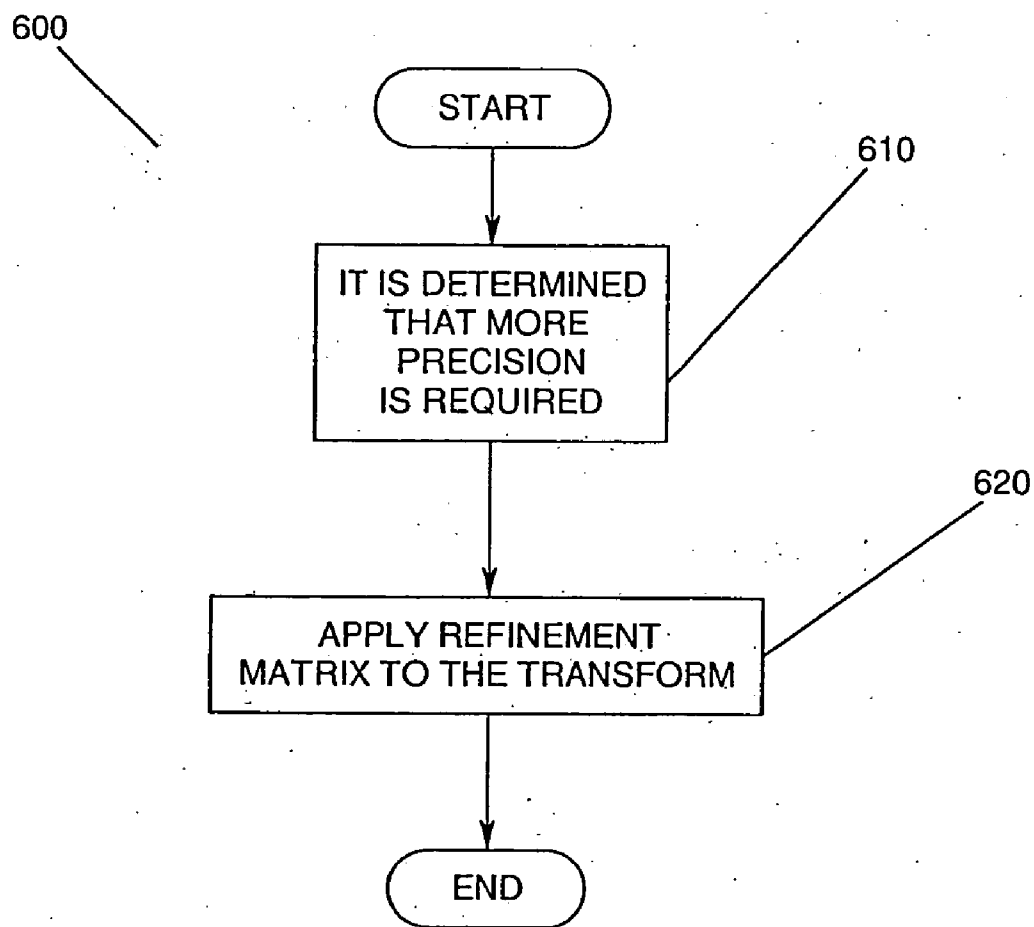 600
START
610
IT IS DETERMINED
THAT MORE
PRECISION
IS REQUIRED
620
APPLY REFINEMENT
MATRIX TO THE TRANSFORM
END